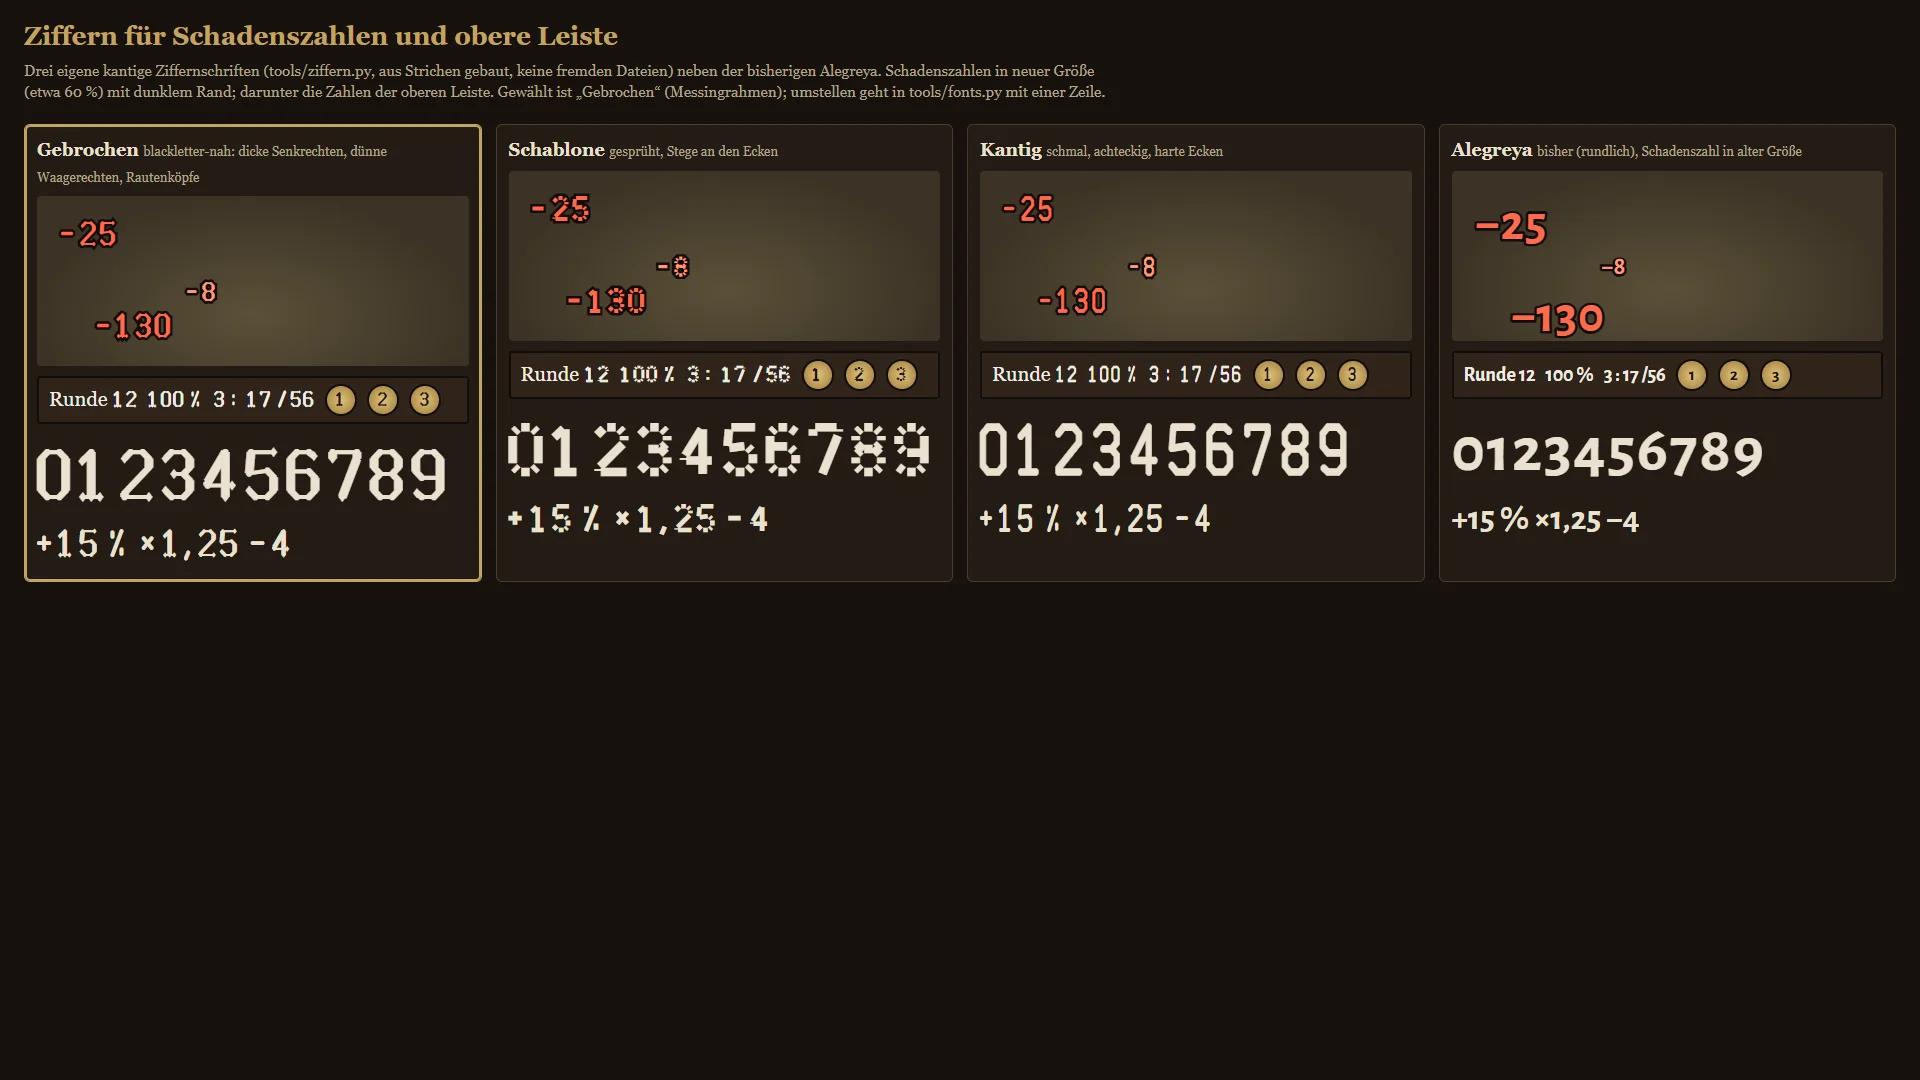 Ziffern für Schadenszahlen und obere Leiste
Drei eigene kantige Ziffernschriften (tools/ziffern.py, aus Strichen gebaut, keine fremden Dateien) neben der bisherigen Alegreya. Schadenszahlen in neuer Größe
(etwa 60 %) mit dunklem Rand; darunter die Zahlen der oberen Leiste. Gewählt ist „Gebrochen“ (Messingrahmen); umstellen geht in tools/fonts.py mit einer Zeile.
Gebrochen blackletter-nah: dicke Senkrechten, dünne
Waagerechten, Rautenköpfe
-25
-8
-130
Runde 12 100 % 3 : 17 /56 1 2 3
0123456789
+15 % ×1,25 -4
Schablone gesprüht, Stege an den Ecken
-25
-8
-130
Runde 12 100 % 3 : 17 /56 1 2 3
0123456789
+15 % ×1,25 -4
Kantig schmal, achteckig, harte Ecken
-25
-8
-130
Runde 12 100 % 3 : 17 /56 1 2 3
0123456789
+15 % ×1,25 -4
Alegreya bisher (rundlich), Schadenszahl in alter Größe
–25
–8
–130
Runde 12 100 % 3 : 17 /56 1 2 3
0123456789
+15 % ×1,25 –4